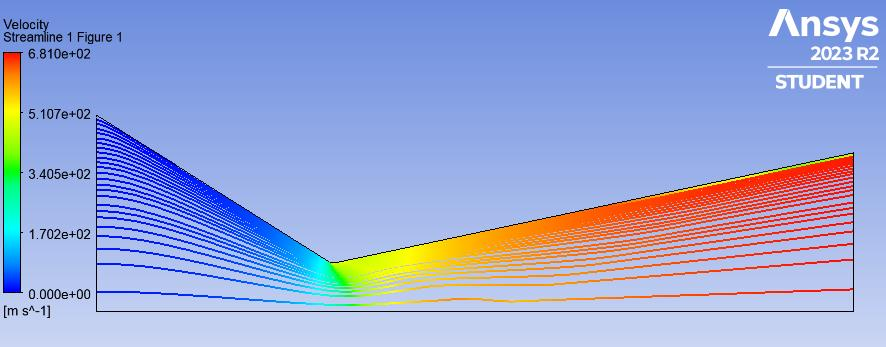 Velocity
Streamline 1 Figure 1
6.810e+02
5.107e+02
3.405e+02
1.702e+02
0.000e+00
[m s^-1]
Ansys
2023 R2
STUDENT